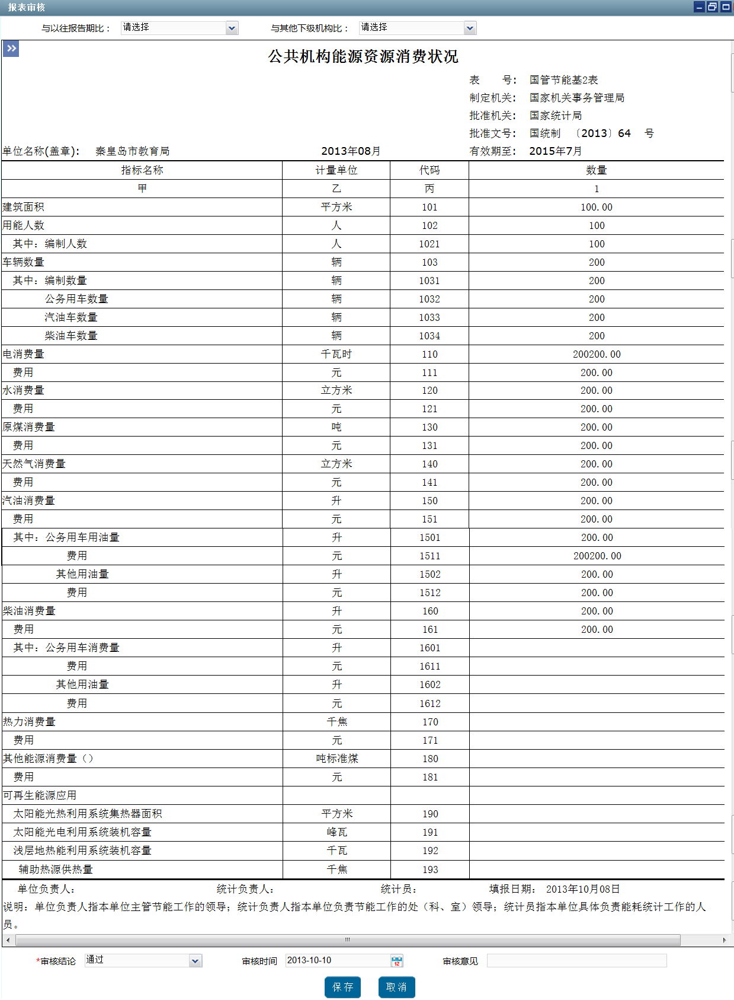 报表审核
与以往报告期比： 请选择 与其他下级机构比： 请选择
公共机构能源资源消费状况
表 号: 国管节能基2表
制定机关: 国家机关事务管理局
批准机关: 国家统计局
批准文号: 国统制 〔2013〕64 号
单位名称(盖章): 秦皇岛市教育局 2013年08月 有效期至: 2015年7月
指标名称 计量单位 代码 数量
甲 乙 丙 1
建筑面积 平方米 101 100.00
用能人数 人 102 100
其中: 编制人数 人 1021 100
车辆数量 辆 103 200
其中: 编制数量 辆 1031 200
公务用车数量 辆 1032 200
汽油车数量 辆 1033 200
柴油车数量 辆 1034 200
电消费量 千瓦时 110 200200.00
费用 元 111 200.00
水消费量 立方米 120 200.00
费用 元 121 200.00
原煤消费量 吨 130 200.00
费用 元 131 200.00
天然气消费量 立方米 140 200.00
费用 元 141 200.00
汽油消费量 升 150 200.00
费用 元 151 200.00
其中: 公务用车用油量 升 1501 200.00
费用 元 1511 200200.00
其他用油量 升 1502 200.00
费用 元 1512 200.00
柴油消费量 升 160 200.00
费用 元 161 200.00
其中: 公务用车消费量 升 1601
费用 元 1611
其他用油量 升 1602
费用 元 1612
热力消费量 千焦 170
费用 元 171
其他能源消费量（） 吨标准煤 180
费用 元 181
可再生能源应用
太阳能光热利用系统集热器面积 平方米 190
太阳能光电利用系统装机容量 峰瓦 191
浅层地热能利用系统装机容量 千瓦 192
辅助热源供热量 千焦 193
单位负责人: 统计负责人: 统计员: 填报日期: 2013年10月08日
说明: 单位负责人指本单位主管节能工作的领导; 统计负责人指本单位负责节能工作的处（科、室）领导; 统计员指本单位具体负责能耗统计工作的人
员。
*审核结论 通过 审核时间 2013-10-10 12 审核意见
保存 取消